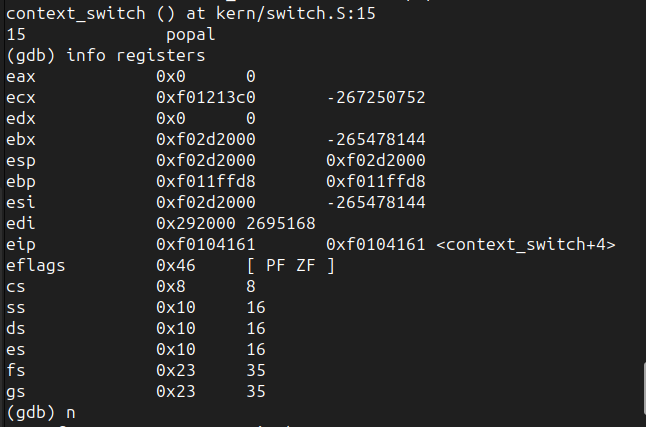 context_switch () at kern/switch.S:15
15 popal
(gdb) info registers
eax 0x0 0
ecx 0xf01213c0 -267250752
edx 0x0 0
ebx 0xf02d2000 -265478144
esp 0xf02d2000 0xf02d2000
ebp 0xf011ffd8 0xf011ffd8
esi 0xf02d2000 -265478144
edi 0x292000 2695168
eip 0xf0104161 0xf0104161 <context_switch+4>
eflags 0x46 [ PF ZF ]
cs 0x8 8
ss 0x10 16
ds 0x10 16
es 0x10 16
fs 0x23 35
gs 0x23 35
(gdb) n